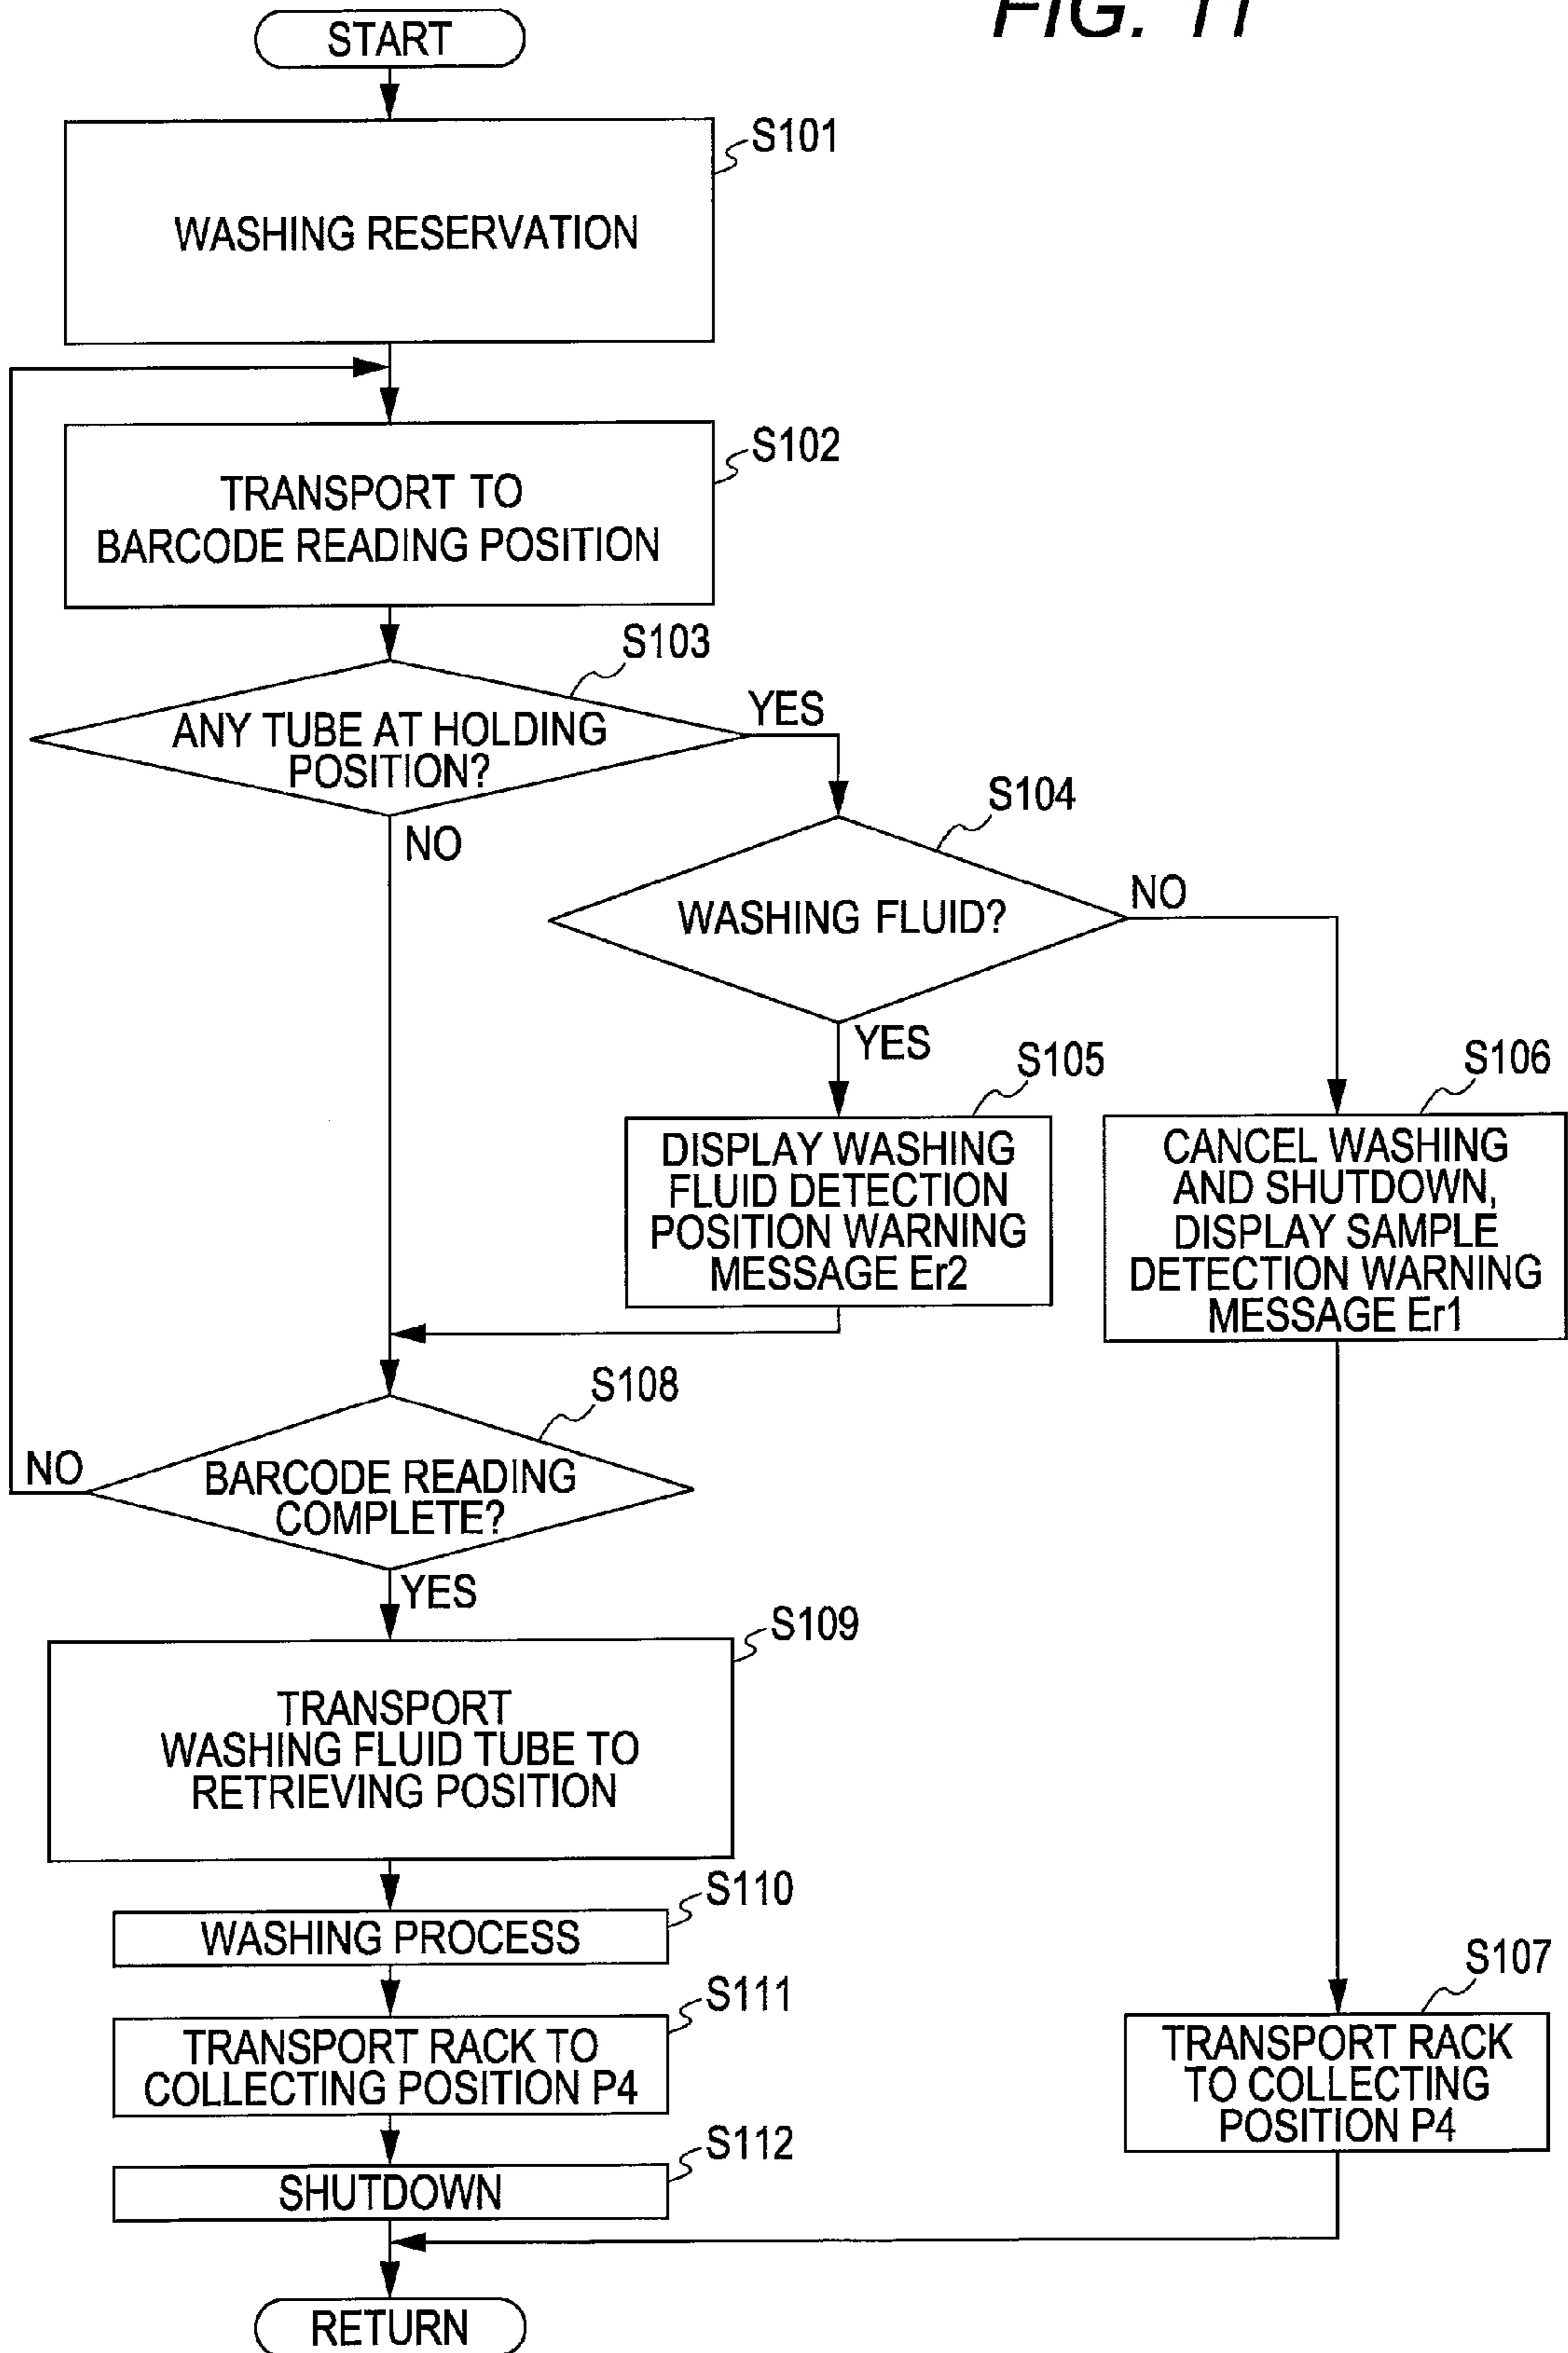 FIG. 11
START
S101
WASHING RESERVATION
S102
TRANSPORT TO
BARCODE READING POSITION
S103
ANY TUBE AT HOLDING
POSITION?
YES
NO
S104
WASHING FLUID?
NO
YES
S105
DISPLAY WASHING
FLUID DETECTION
POSITION WARNING
MESSAGE Er2
S106
CANCEL WASHING
AND SHUTDOWN,
DISPLAY SAMPLE
DETECTION WARNING
MESSAGE Er1
S108
BARCODE READING
COMPLETE?
NO
YES
S109
TRANSPORT
WASHING FLUID TUBE TO
RETRIEVING POSITION
S110
WASHING PROCESS
S111
TRANSPORT RACK TO
COLLECTING POSITION P4
S107
TRANSPORT RACK
TO COLLECTING
POSITION P4
S112
SHUTDOWN
RETURN